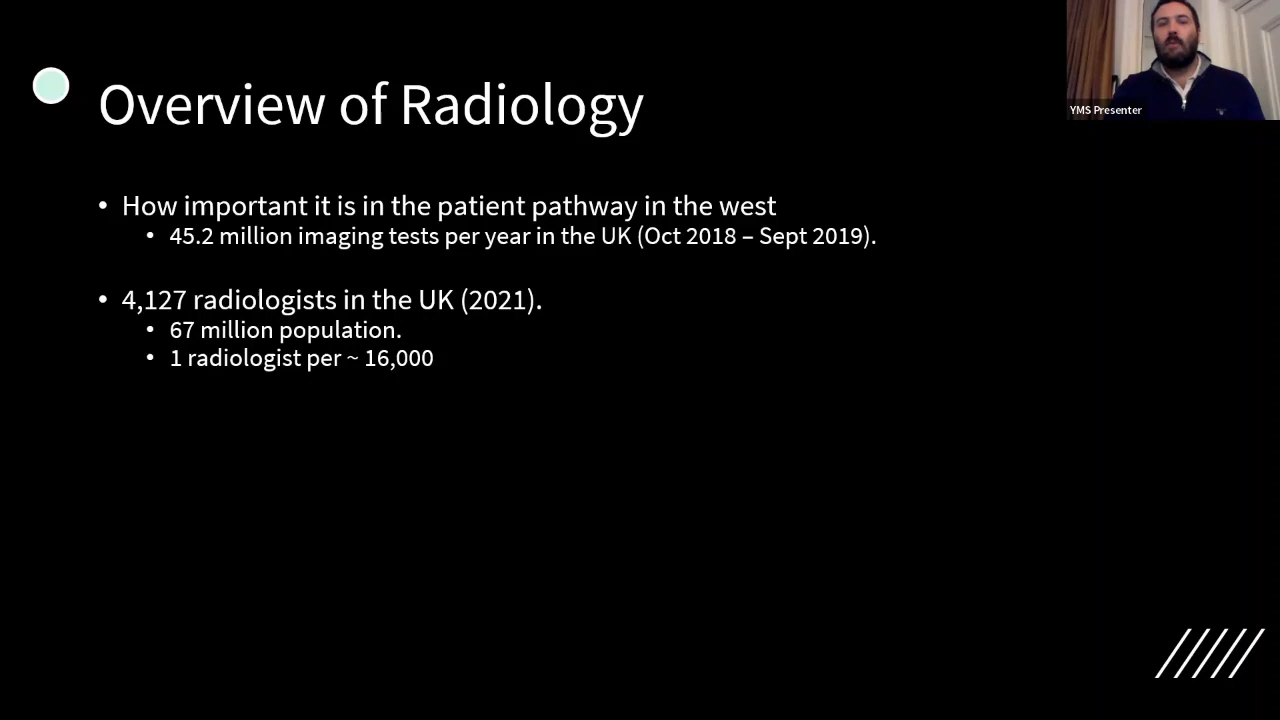 Overview of Radiology
YMS Presenter
• How important it is in the patient pathway in the west
• 45.2 million imaging tests per year in the UK (Oct 2018 – Sept 2019).
• 4,127 radiologists in the UK (2021).
• 67 million population.
• 1 radiologist per ~ 16,000